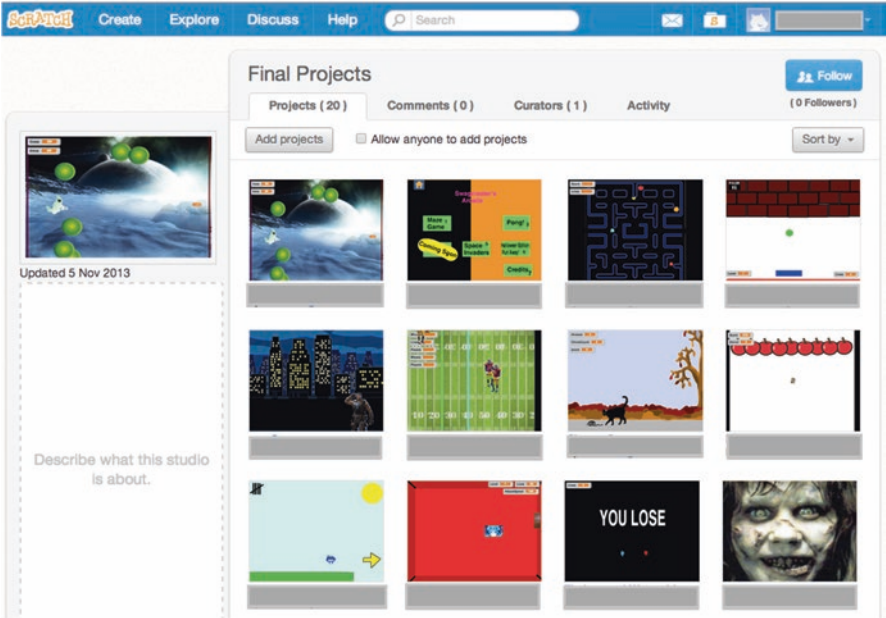 SCRATCH Create Explore Discuss Help Search 8
Final Projects
Follow
Projects (20) Comments (0) Curators (1) Activity
(0 Followers)
Add projects Allow anyone to add projects Sort by
Updated 5 Nov 2013
Describe what this studio
is about.
Maze
Game
Pong!
Coming Soon
Space
Invaders
Credits
YOU LOSE